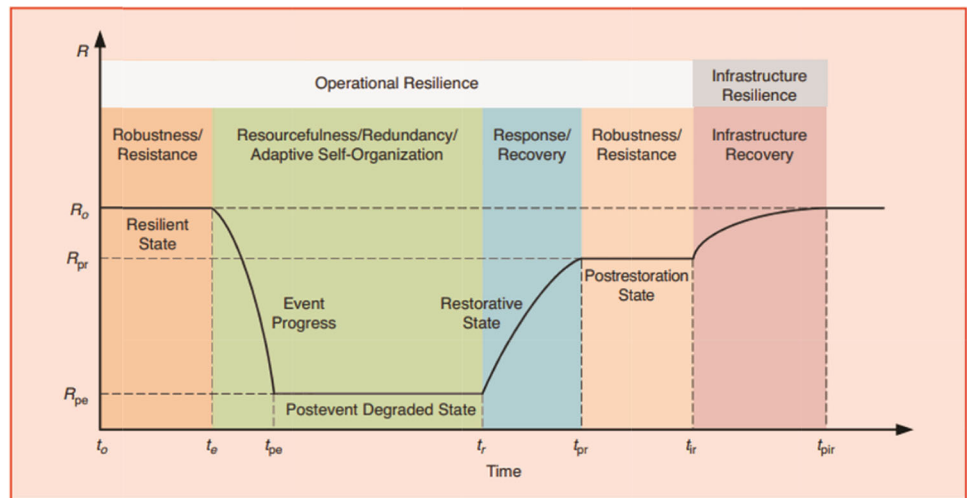 R
Operational Resilience
Infrastructure
Resilience
Robustness/
Resistance
Resourcefulness/Redundancy/
Adaptive Self-Organization
Response/
Recovery
Robustness/
Resistance
Infrastructure
Recovery
Ro
Resilient
State
Rpr
Event
Progress
Restorative
State
Postrestoration
State
Rpe
Postevent Degraded State
to
te
tpe
tr
tpr
tir
tpir
Time